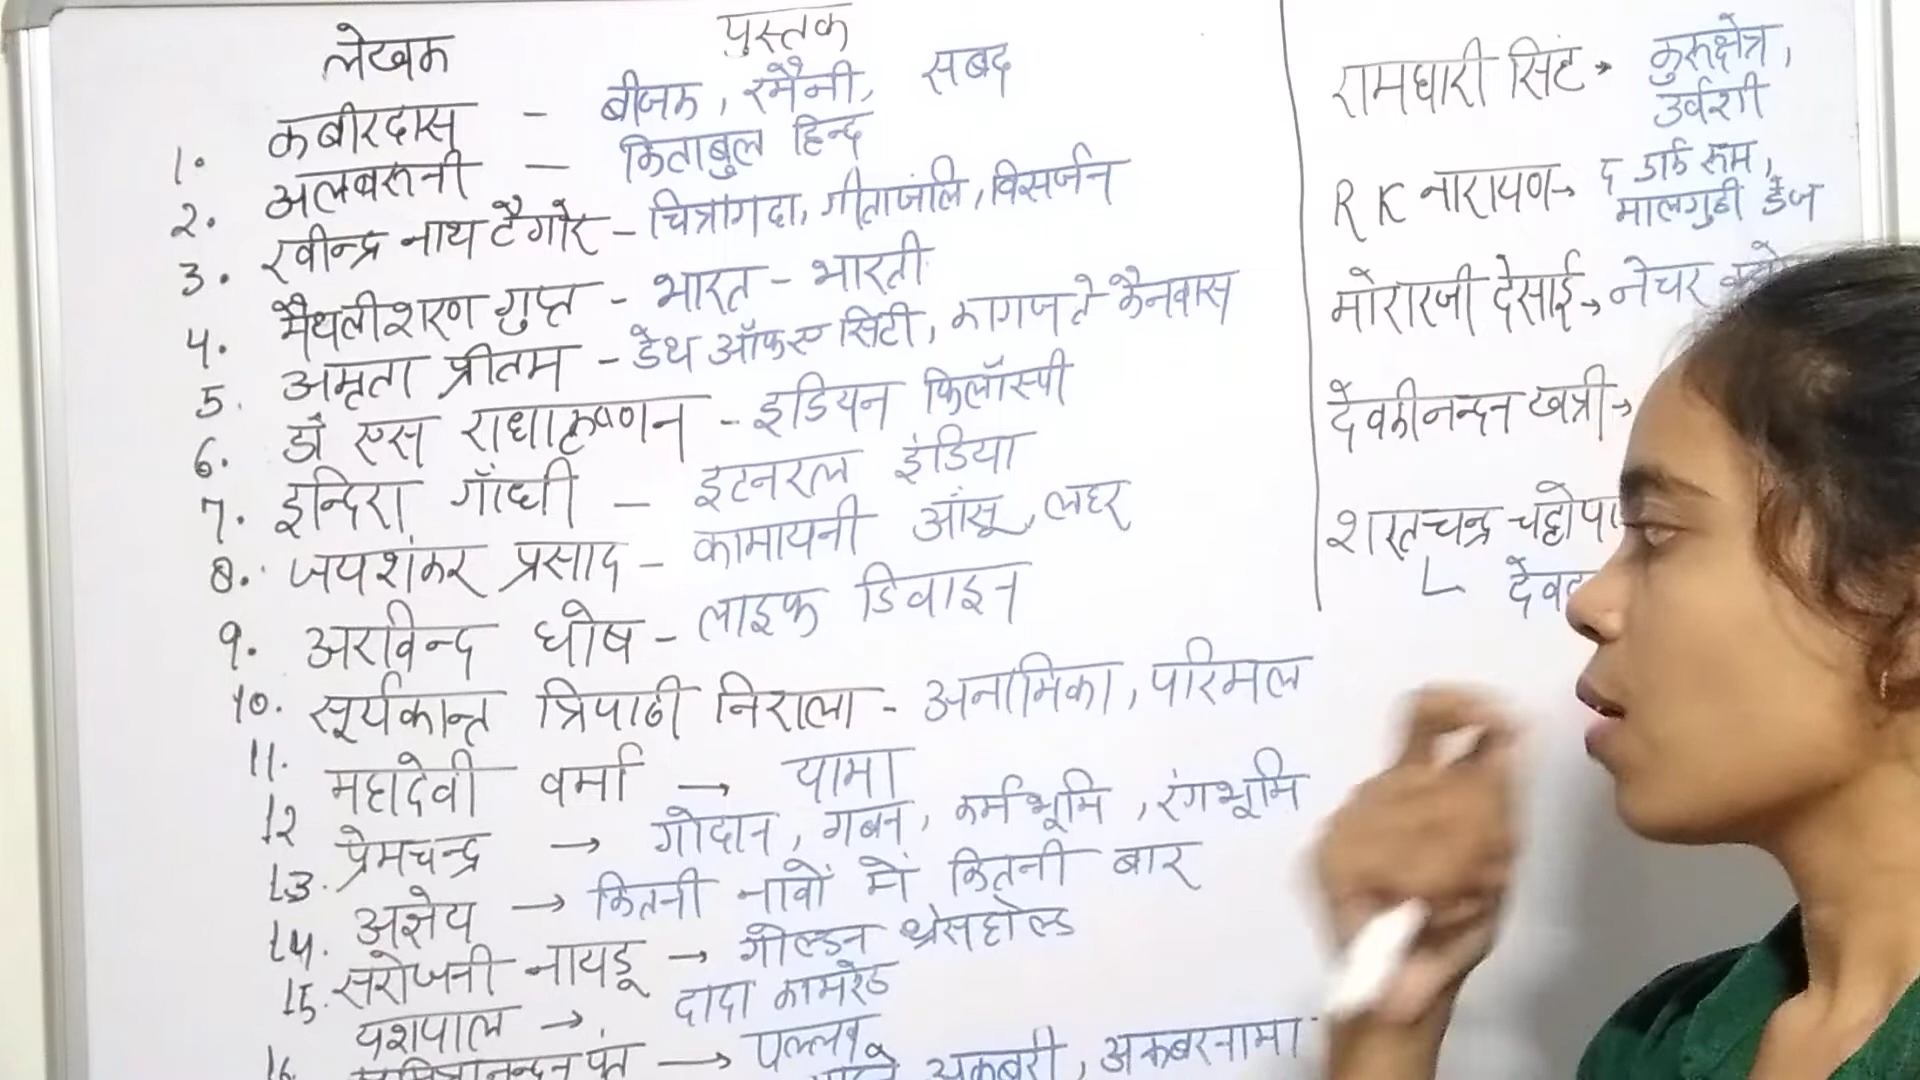 लेखक पुस्तक
1. कबीरदास - बीजक, रमैनी, सबद
2. अलबरूनी - किताबुल हिन्द
3. रवीन्द्र नाथ टैगोर - चित्रांगदा, गीतांजलि, विसर्जन
4. मैथलीशरण गुप्त - भारत - भारती
5. अमृता प्रीतम - डेथ ऑफ ए सिटी, कागज ते कैनवास
6. डॉ एस राधाकृष्णन - इंडियन फिलॉस्पी
7. इन्दिरा गाँधी - इटनरल इंडिया
8. जयशंकर प्रसाद - कामायनी आँसू, लहर
9. अरविन्द घोष - लाइफ डिवाइन
10. सूर्यकान्त त्रिपाठी निराला - अनामिका, परिमल
11. महादेवी वर्मा → यामा
12 प्रेमचन्द्र → गोदान, गबन, कर्मभूमि, रंगभूमि
13. अज्ञेय → कितनी नावों में कितनी बार
14. सरोजनी नायडू → गोल्डन थ्रेसहोल्ड
15. यशपाल → दादा कामरेड
16. पंत → पल्लव
अकबरी, अकबरनामा
रामधारी सिंह → कुरुक्षेत्र,
उर्वशी
R K नारायण → द डार्क रूम,
मालगुडी डेज
मोरारजी देसाई → नेचर
देवकीनन्दन खत्री →
शरतचन्द्र